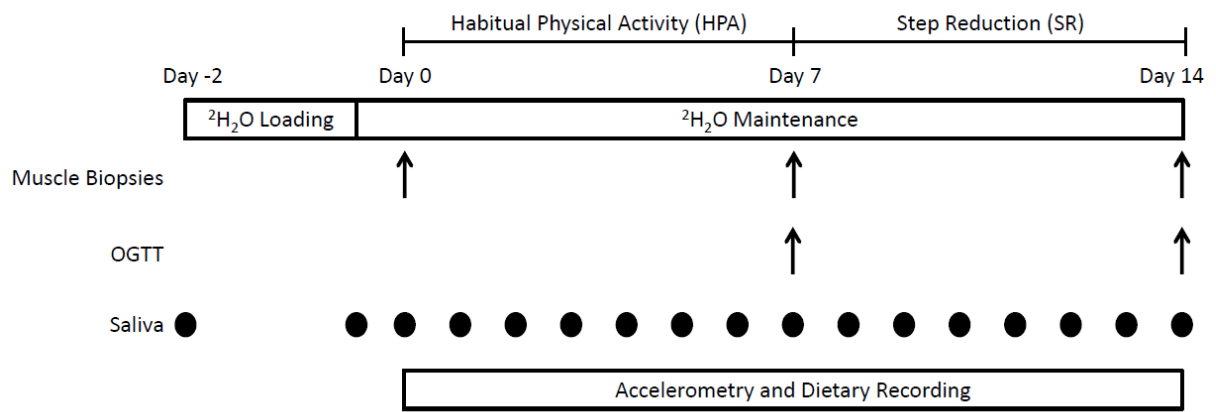 Habitual Physical Activity (HPA) Step Reduction (SR)
Day -2 Day 0 Day 7 Day 14
²H₂O Loading ²H₂O Maintenance
Muscle Biopsies
OGTT
Saliva
Accelerometry and Dietary Recording